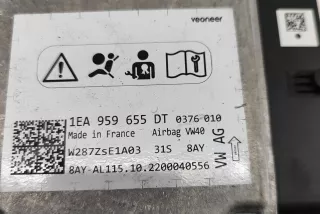 veoneer
1EA 959 655 DT 0376 010
Made in France Airbag VW40
W287ZsE1A03 31S 8AY
8AY-AL115.10.2200040556
VW AG